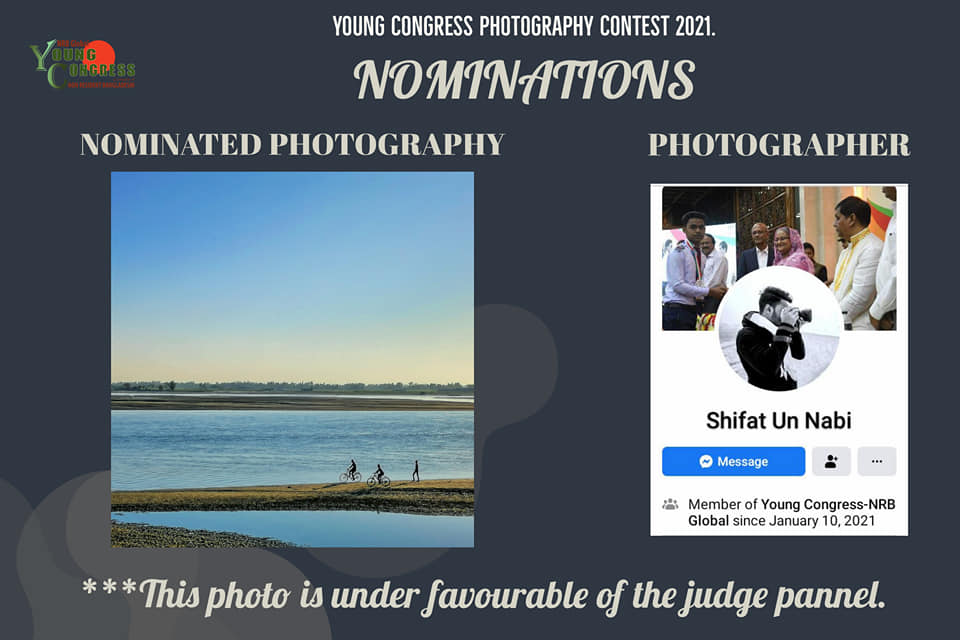 YOUNG CONGRESS PHOTOGRAPHY CONTEST 2021.
NOMINATIONS
YOUNG
CONGRESS
NOMINATED PHOTOGRAPHY
PHOTOGRAPHER
Shifat Un Nabi
Message
Member of Young Congress-NRB
Global since January 10, 2021
***This photo is under favourable of the judge pannel.